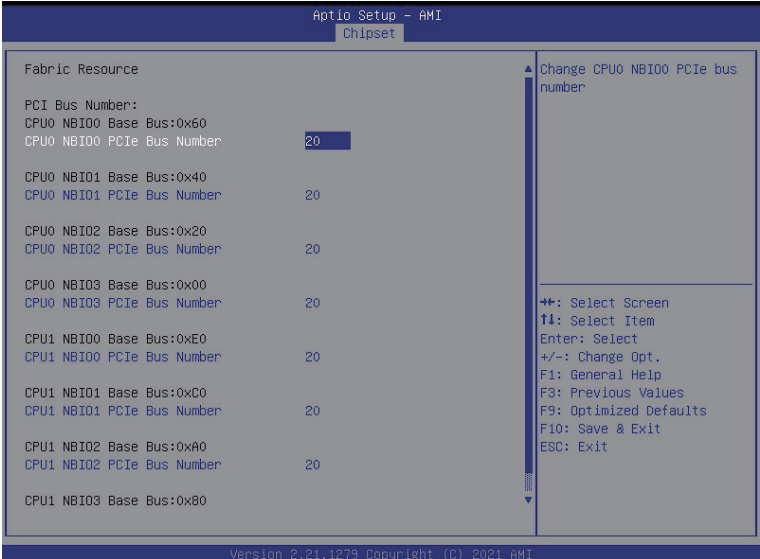 Aptio Setup - AMI
Chipset
Fabric Resource
PCI Bus Number:
CPU0 NBIO0 Base Bus:0x60
CPU0 NBIO0 PCIe Bus Number 20
CPU0 NBIO1 Base Bus:0x40
CPU0 NBIO1 PCIe Bus Number 20
CPU0 NBIO2 Base Bus:0x20
CPU0 NBIO2 PCIe Bus Number 20
CPU0 NBIO3 Base Bus:0x00
CPU0 NBIO3 PCIe Bus Number 20
CPU1 NBIO0 Base Bus:0xE0
CPU1 NBIO0 PCIe Bus Number 20
CPU1 NBIO1 Base Bus:0xC0
CPU1 NBIO1 PCIe Bus Number 20
CPU1 NBIO2 Base Bus:0xA0
CPU1 NBIO2 PCIe Bus Number 20
CPU1 NBIO3 Base Bus:0x80
Change CPU0 NBIO0 PCIe bus
number
→←: Select Screen
↑↓: Select Item
Enter: Select
+/-: Change Opt.
F1: General Help
F3: Previous Values
F9: Optimized Defaults
F10: Save & Exit
ESC: Exit
Version 2.21.1279 Copyright (C) 2021 AMI